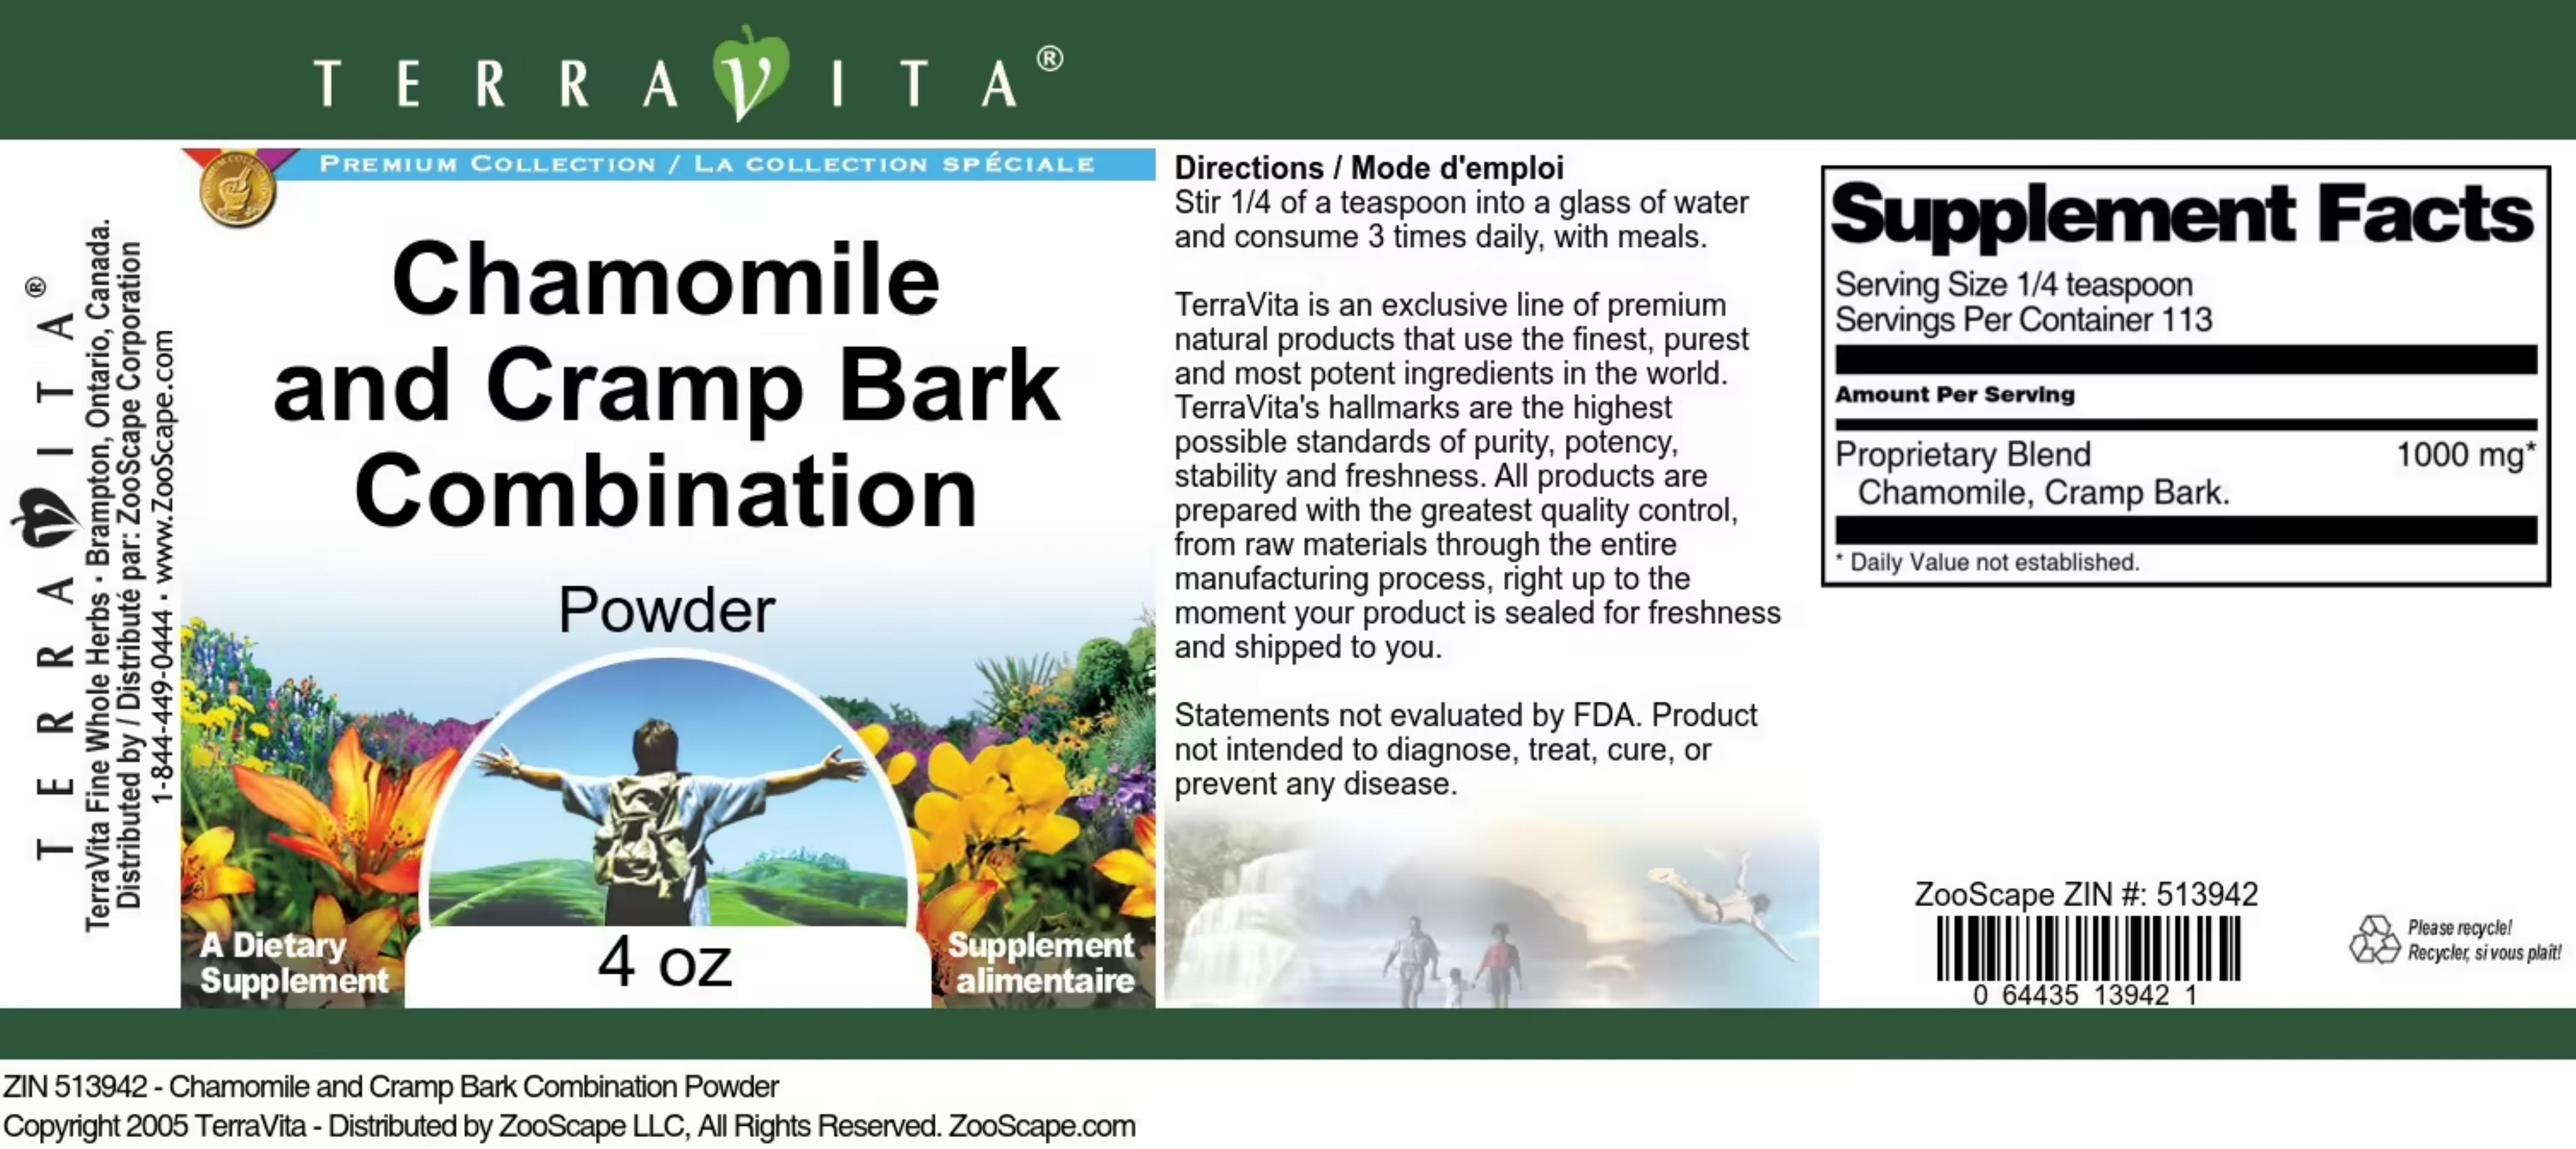 TERRAVITA®
PREMIUM COLLECTION / LA COLLECTION SPÉCIALE
Chamomile
and Cramp Bark
Combination
Powder
A Dietary
Supplement
4 oz
Supplement
alimentaire
TERRAVITA®
TerraVita Fine Whole Herbs · Brampton, Ontario, Canada.
Distributed by / Distribué par: ZooScape Corporation
1-844-449-0444 · www.ZooScape.com
Directions / Mode d'emploi
Stir 1/4 of a teaspoon into a glass of water
and consume 3 times daily, with meals.
TerraVita is an exclusive line of premium
natural products that use the finest, purest
and most potent ingredients in the world.
TerraVita's hallmarks are the highest
possible standards of purity, potency,
stability and freshness. All products are
prepared with the greatest quality control,
from raw materials through the entire
manufacturing process, right up to the
moment your product is sealed for freshness
and shipped to you.
Statements not evaluated by FDA. Product
not intended to diagnose, treat, cure, or
prevent any disease.
Supplement Facts
Serving Size 1/4 teaspoon
Servings Per Container 113
Amount Per Serving
Proprietary Blend 1000 mg*
Chamomile, Cramp Bark.
* Daily Value not established.
ZooScape ZIN #: 513942
0 64435 13942 1
Please recycle!
Recycler, si vous plaît!
ZIN 513942 - Chamomile and Cramp Bark Combination Powder
Copyright 2005 TerraVita - Distributed by ZooScape LLC, All Rights Reserved. ZooScape.com